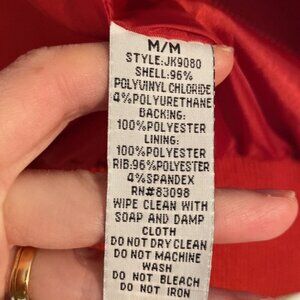 M/M
STYLE:JK9080
SHELL:96%
POLYVINYL CHLORIDE
4%POLYURETHANE
BACKING:
100%POLYESTER
LINING:
100%POLYESTER
RIB:96%POLYESTER
4%SPANDEX
RN#83098
WIPE CLEAN WITH
SOAP AND DAMP
CLOTH
DO NOT DRY CLEAN
DO NOT MACHINE
WASH
DO NOT BLEACH
DO NOT IRON